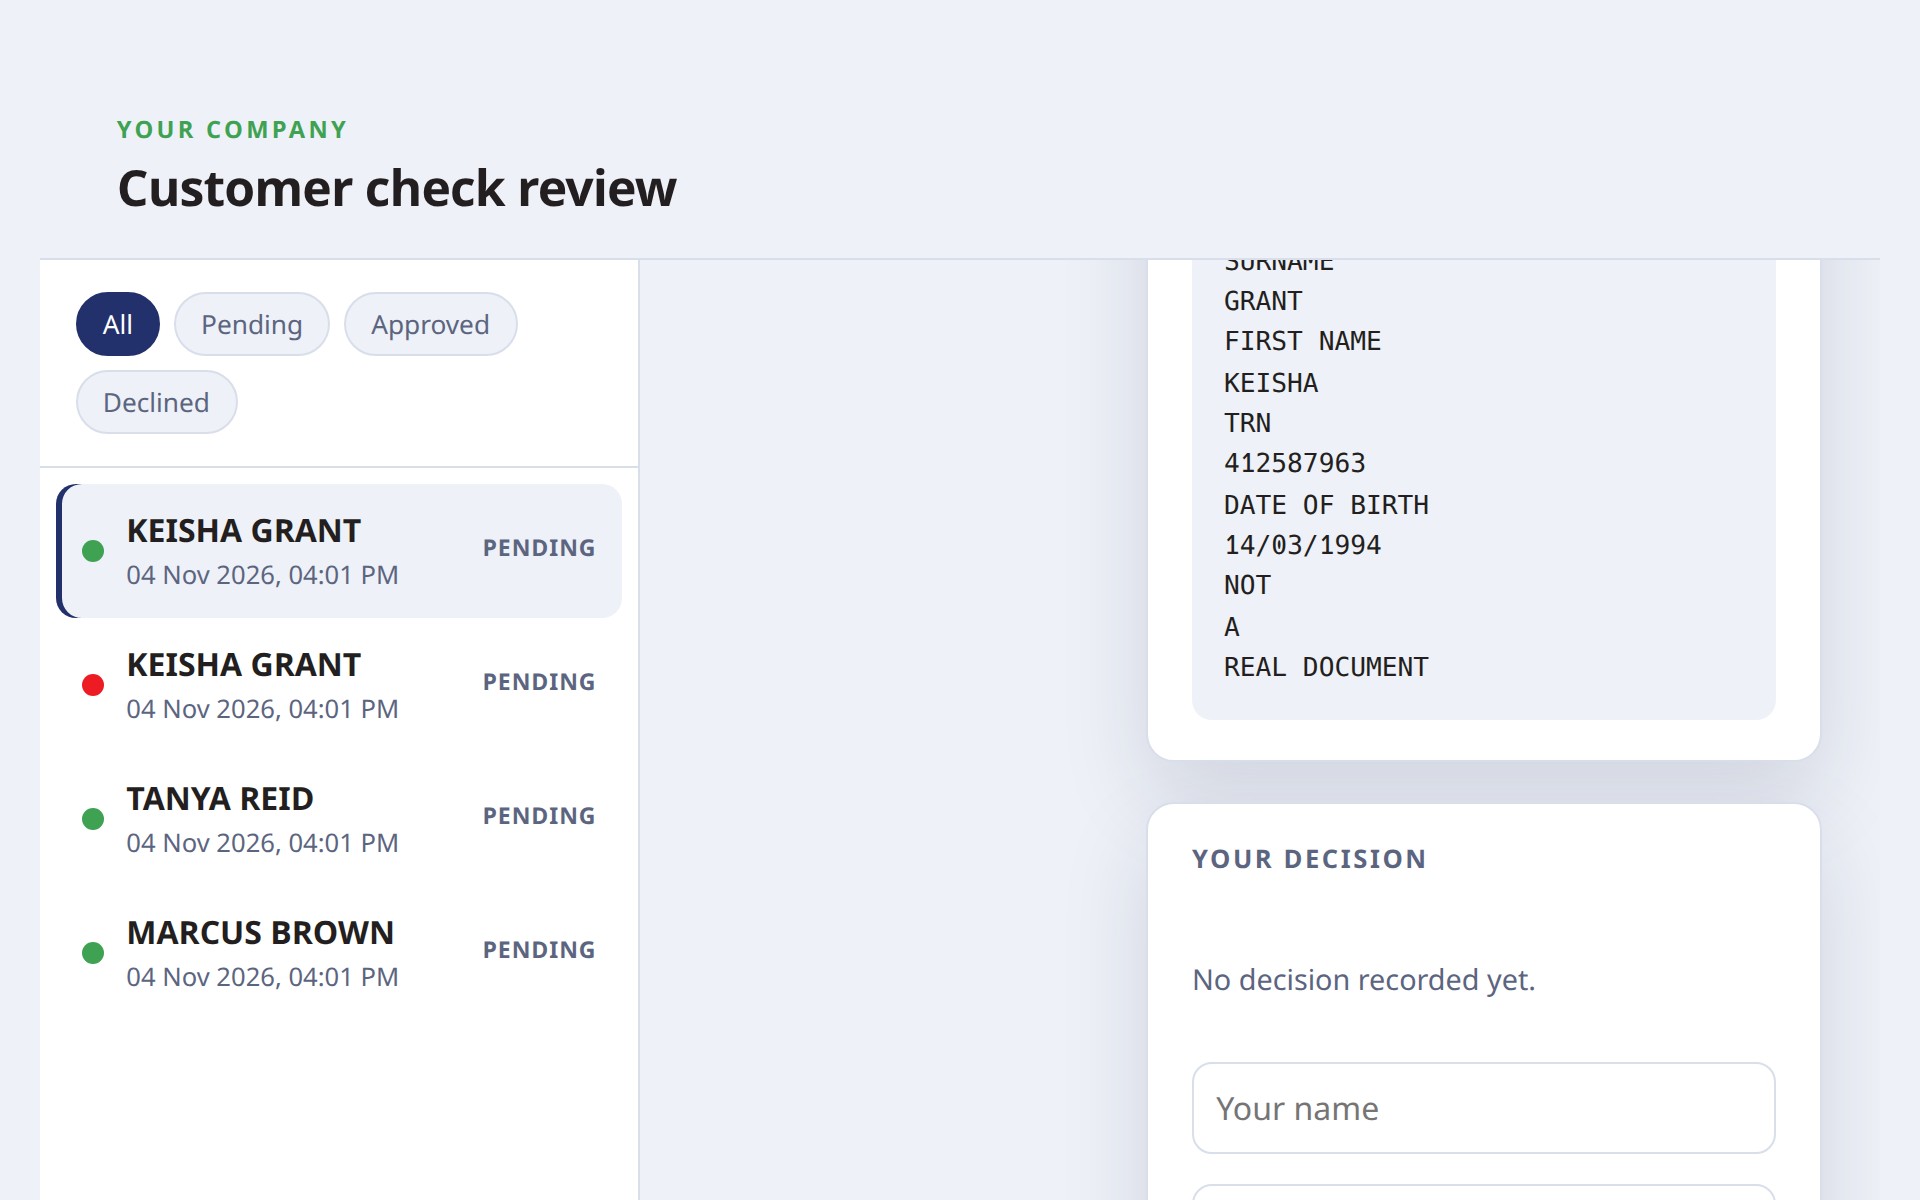 YOUR COMPANY
Customer check review
All
Pending
Approved
Declined
KEISHA GRANT
04 Nov 2026, 04:01 PM
PENDING
KEISHA GRANT
04 Nov 2026, 04:01 PM
PENDING
TANYA REID
04 Nov 2026, 04:01 PM
PENDING
MARCUS BROWN
04 Nov 2026, 04:01 PM
PENDING
SURNAME
GRANT
FIRST NAME
KEISHA
TRN
412587963
DATE OF BIRTH
14/03/1994
NOT
A
REAL DOCUMENT
YOUR DECISION
No decision recorded yet.
Your name